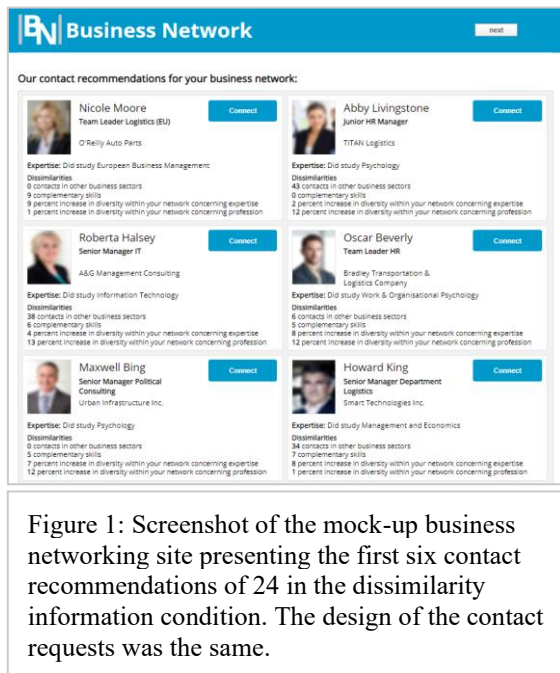 BN Business Network
next
Our contact recommendations for your business network:
Nicole Moore
Team Leader Logistics (EU)
Connect
O'Reilly Auto Parts
Expertise: Did study European Business Management
Dissimilarities
0 contacts in other business sectors
9 complementary skills
9 percent increase in diversity within your network concerning expertise
1 percent increase in diversity within your network concerning profession
Abby Livingstone
Junior HR Manager
Connect
TITAN Logistics
Expertise: Did study Psychology
Dissimilarities
43 contacts in other business sectors
0 complementary skills
2 percent increase in diversity within your network concerning expertise
12 percent increase in diversity within your network concerning profession
Roberta Halsey
Senior Manager IT
Connect
A&G Management Consulting
Expertise: Did study Information Technology
Dissimilarities
38 contacts in other business sectors
6 complementary skills
4 percent increase in diversity within your network concerning expertise
13 percent increase in diversity within your network concerning profession
Oscar Beverly
Team Leader HR
Connect
Bradley Transportation &
Logistics Company
Expertise: Did study Work & Organisational Psychology
Dissimilarities
6 contacts in other business sectors
5 complementary skills
8 percent increase in diversity within your network concerning expertise
12 percent increase in diversity within your network concerning profession
Maxwell Bing
Senior Manager Political
Consulting
Connect
Urban Infrastructure Inc.
Expertise: Did study Psychology
Dissimilarities
0 contacts in other business sectors
5 complementary skills
7 percent increase in diversity within your network concerning expertise
12 percent increase in diversity within your network concerning profession
Howard King
Senior Manager Department
Logistics
Connect
Smart Technologies Inc.
Expertise: Did study Management and Economics
Dissimilarities
34 contacts in other business sectors
7 complementary skills
8 percent increase in diversity within your network concerning expertise
1 percent increase in diversity within your network concerning profession
Figure 1: Screenshot of the mock-up business
networking site presenting the first six contact
recommendations of 24 in the dissimilarity
information condition. The design of the contact
requests was the same.